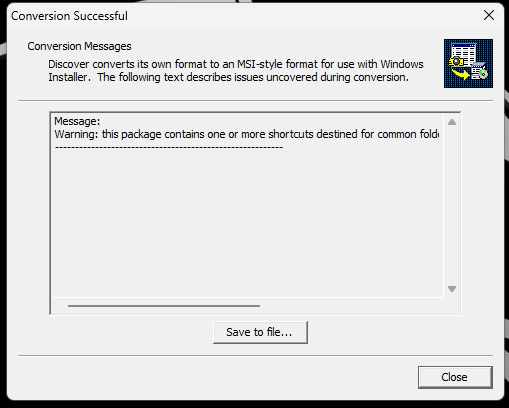 Conversion Successful
Conversion Messages
Discover converts its own format to an MSI-style format for use with Windows
Installer.  The following text describes issues uncovered during conversion.
Message:
Warning: this package contains one or more shortcuts destined for common folde
------------------------------------------------------------
Save to file...
Close